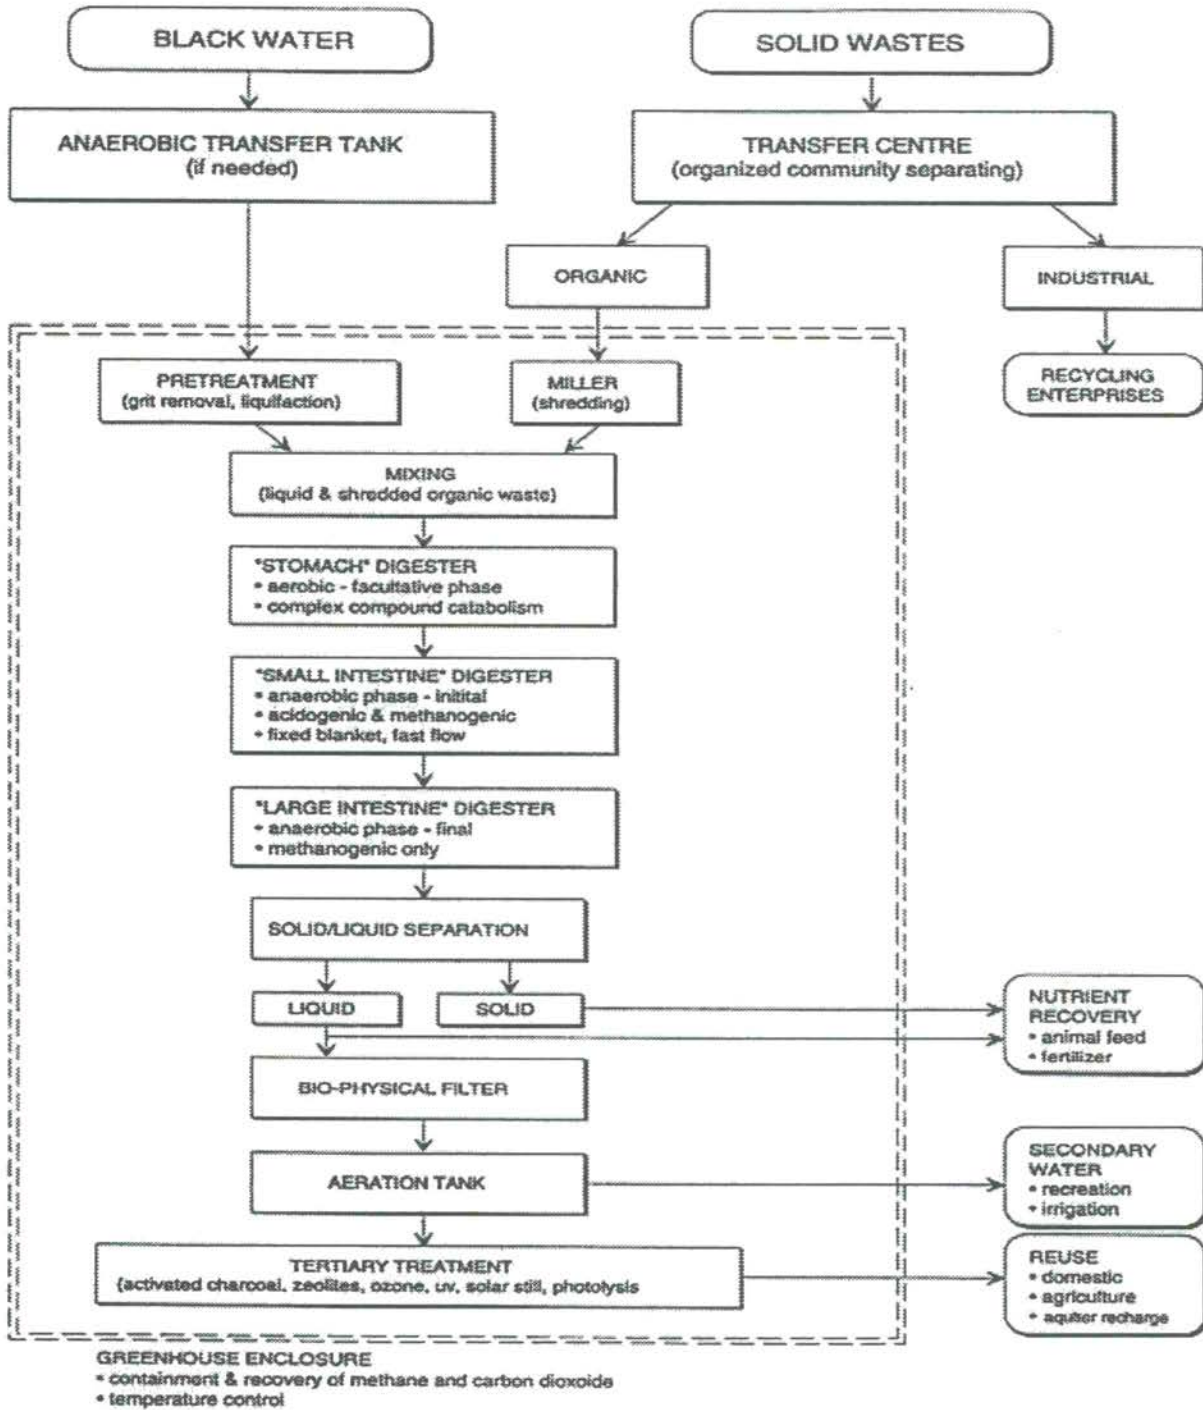 BLACK WATER
SOLID WASTES
ANAEROBIC TRANSFER TANK
(if needed)
TRANSFER CENTRE
(organized community separating)
ORGANIC
INDUSTRIAL
PRETREATMENT
(grit removal, liquifaction)
MILLER
(shredding)
RECYCLING
ENTERPRISES
MIXING
(liquid & shredded organic waste)
"STOMACH" DIGESTER
• aerobic - facultative phase
• complex compound catabolism
"SMALL INTESTINE" DIGESTER
• anaerobic phase - initital
• acidogenic & methanogenic
• fixed blanket, fast flow
"LARGE INTESTINE" DIGESTER
• anaerobic phase - final
• methanogenic only
SOLID/LIQUID SEPARATION
LIQUID
SOLID
NUTRIENT
RECOVERY
• animal feed
• fertilizer
BIO-PHYSICAL FILTER
AERATION TANK
SECONDARY
WATER
• recreation
• irrigation
TERTIARY TREATMENT
(activated charcoal, zeolites, ozone, uv, solar still, photolysis
REUSE
• domestic
• agriculture
• aquifer recharge
GREENHOUSE ENCLOSURE
• containment & recovery of methane and carbon dioxoide
• temperature control